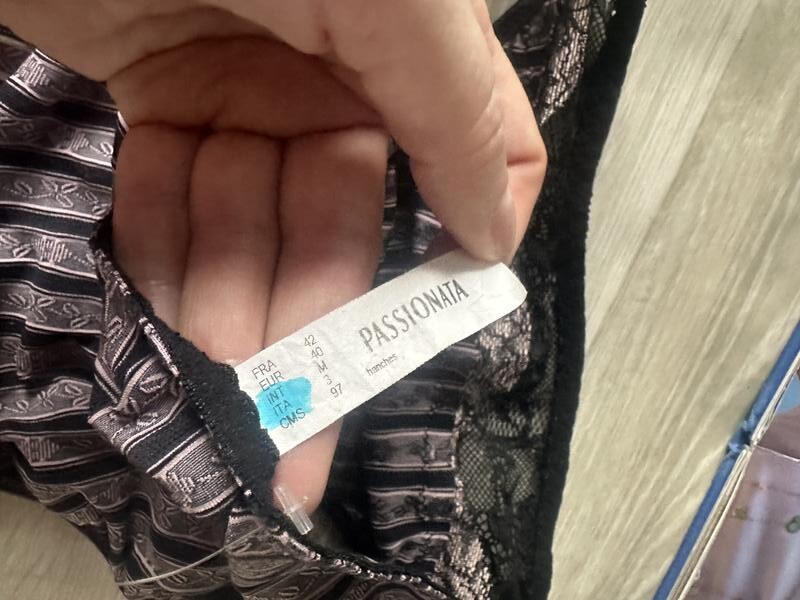 PASSIONATA
FRA 42
EUR 40
INT M
ITA 3
CMS 97
hanches